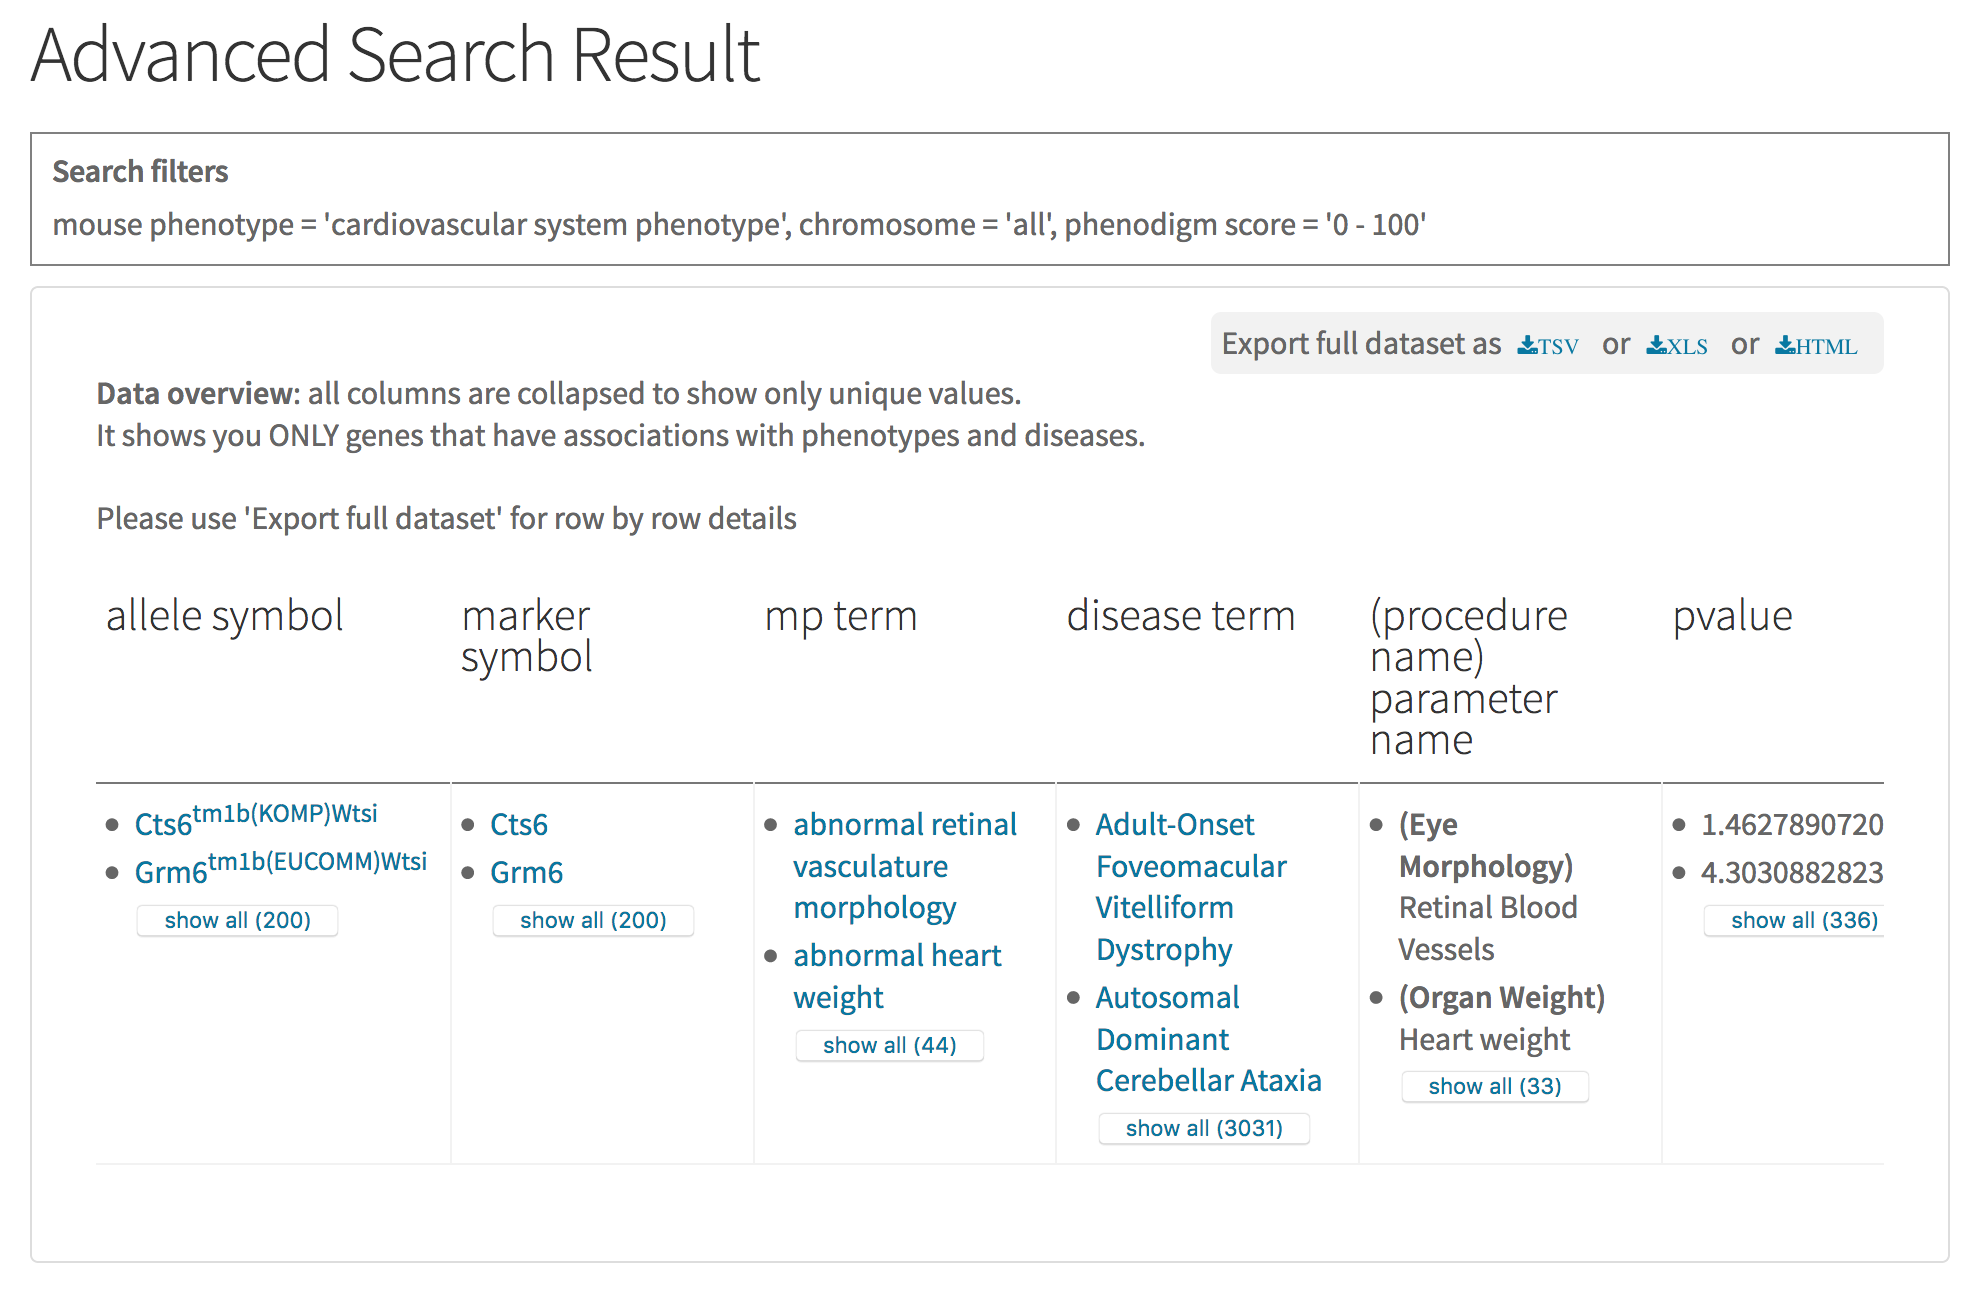 Advanced Search Result
Search filters
mouse phenotype = 'cardiovascular system phenotype', chromosome = 'all', phenodigm score = '0 - 100'
Export full dataset as TSV or XLS or HTML
Data overview: all columns are collapsed to show only unique values.
It shows you ONLY genes that have associations with phenotypes and diseases.
Please use 'Export full dataset' for row by row details
allele symbol
marker
symbol
mp term
disease term
(procedure
name)
parameter
name
pvalue
Cts6tm1b(KOMP)Wtsi
Grm6tm1b(EUCOMM)Wtsi
show all (200)
Cts6
Grm6
show all (200)
abnormal retinal
vasculature
morphology
abnormal heart
weight
show all (44)
Adult-Onset
Foveomacular
Vitelliform
Dystrophy
Autosomal
Dominant
Cerebellar Ataxia
show all (3031)
(Eye
Morphology)
Retinal Blood
Vessels
(Organ Weight)
Heart weight
show all (33)
1.4627890720
4.3030882823
show all (336)